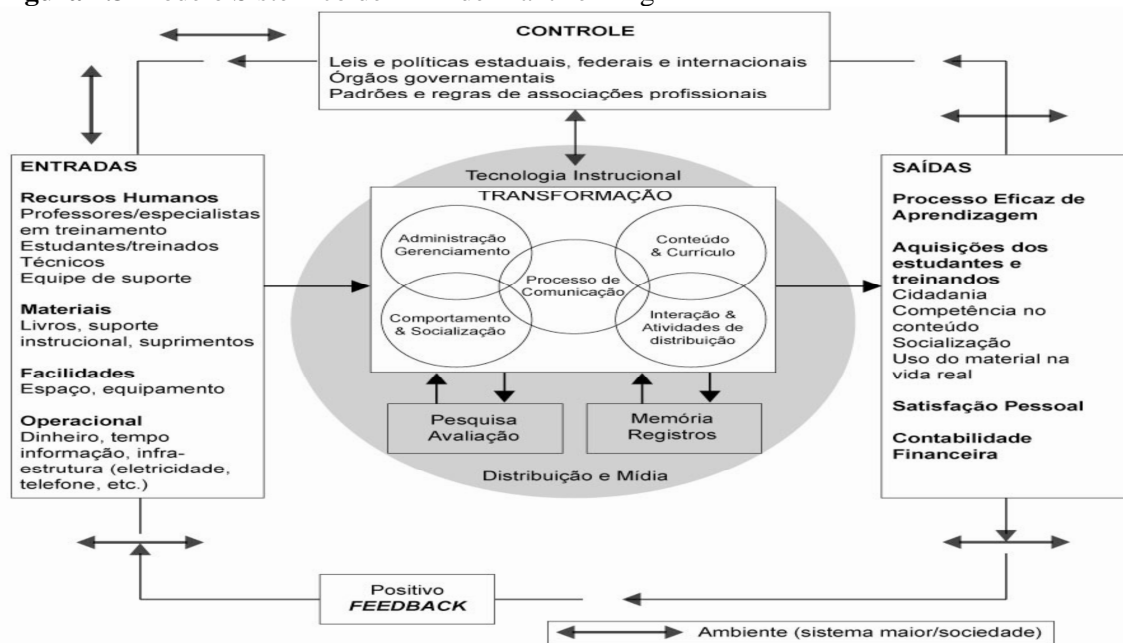 CONTROLE
Leis e políticas estaduais, federais e internacionais
Órgãos governamentais
Padrões e regras de associações profissionais
ENTRADAS
Recursos Humanos
Professores/especialistas
em treinamento
Estudantes/treinados
Técnicos
Equipe de suporte
Materiais
Livros, suporte
instrucional, suprimentos
Facilidades
Espaço, equipamento
Operacional
Dinheiro, tempo
informação, infra-
estrutura (eletricidade,
telefone, etc.)
Tecnologia Instrucional
TRANSFORMAÇÃO
Administração
Gerenciamento
Conteúdo
& Currículo
Processo de
Comunicação
Comportamento
& Socialização
Interação &
Atividades de
distribuição
Pesquisa
Avaliação
Memória
Registros
Distribuição e Mídia
SAÍDAS
Processo Eficaz de
Aprendizagem
Aquisições dos
estudantes e
treinandos
Cidadania
Competência no
conteúdo
Socialização
Uso do material na
vida real
Satisfação Pessoal
Contabilidade
Financeira
Positivo
FEEDBACK
Ambiente (sistema maior/sociedade)